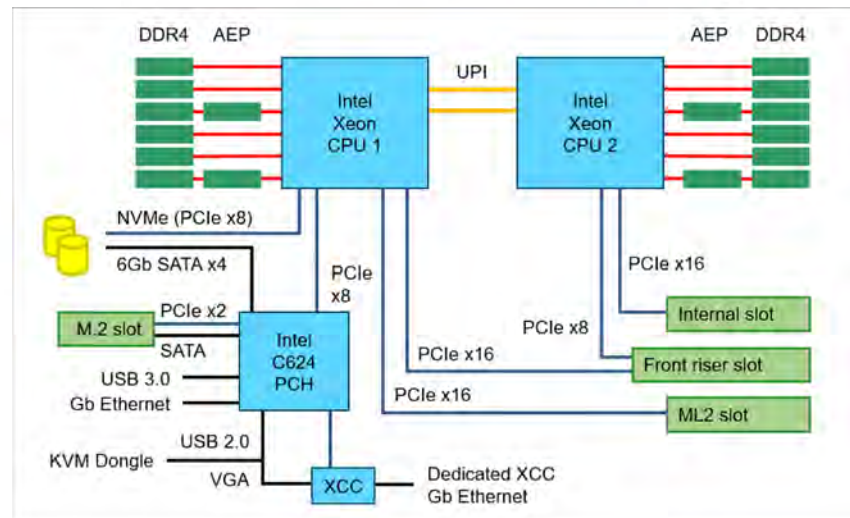 DDR4
AEP
AEP
DDR4
UPI
Intel
Xeon
CPU 1
Intel
Xeon
CPU 2
NVMe (PCIe x8)
6Gb SATA x4
PCIe
x8
PCIe x16
PCIe x2
M.2 slot
SATA
Intel
C624
PCH
PCIe x8
Internal slot
PCIe x16
Front riser slot
USB 3.0
Gb Ethernet
PCIe x16
ML2 slot
USB 2.0
KVM Dongle
VGA
XCC
Dedicated XCC
Gb Ethernet